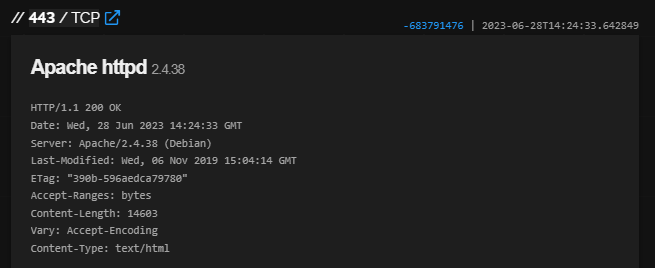 // 443 / TCP
-683791476 | 2023-06-28T14:24:33.642849
Apache httpd 2.4.38
HTTP/1.1 200 OK
Date: Wed, 28 Jun 2023 14:24:33 GMT
Server: Apache/2.4.38 (Debian)
Last-Modified: Wed, 06 Nov 2019 15:04:14 GMT
ETag: "390b-596aedca79780"
Accept-Ranges: bytes
Content-Length: 14603
Vary: Accept-Encoding
Content-Type: text/html